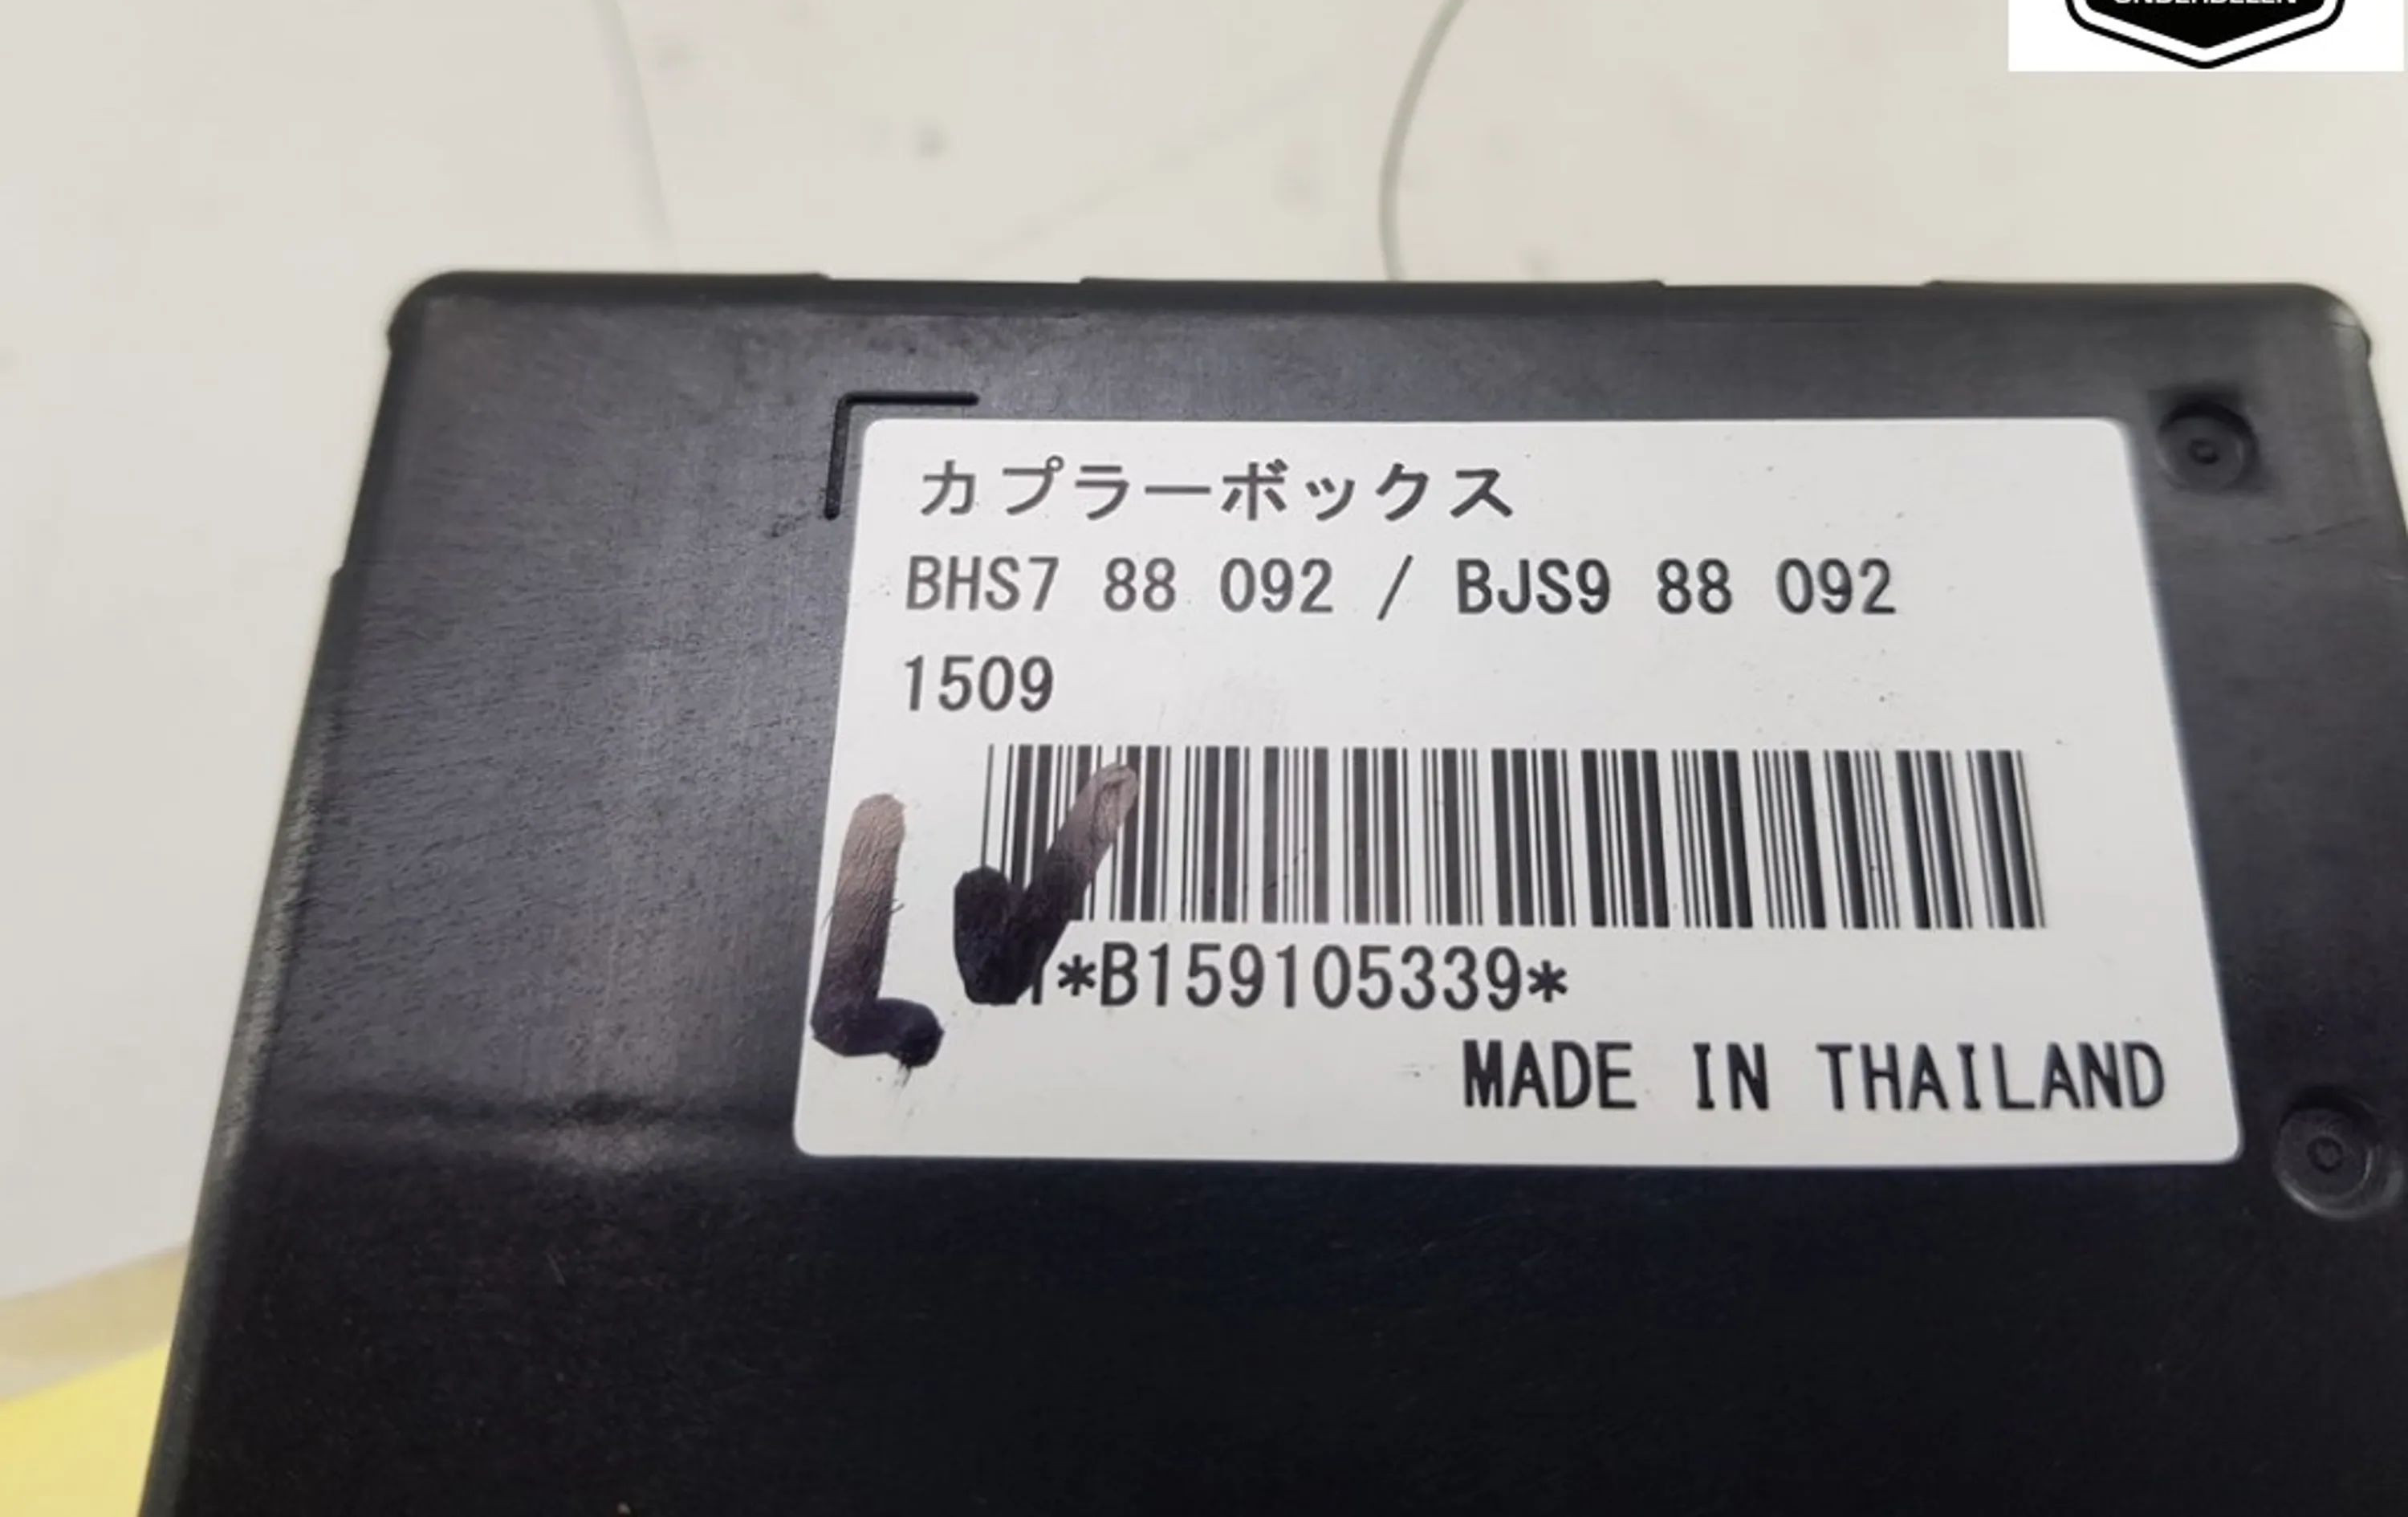 カプラーボックス
BHS7 88 092 / BJS9 88 092
1509
*B159105339*
MADE IN THAILAND